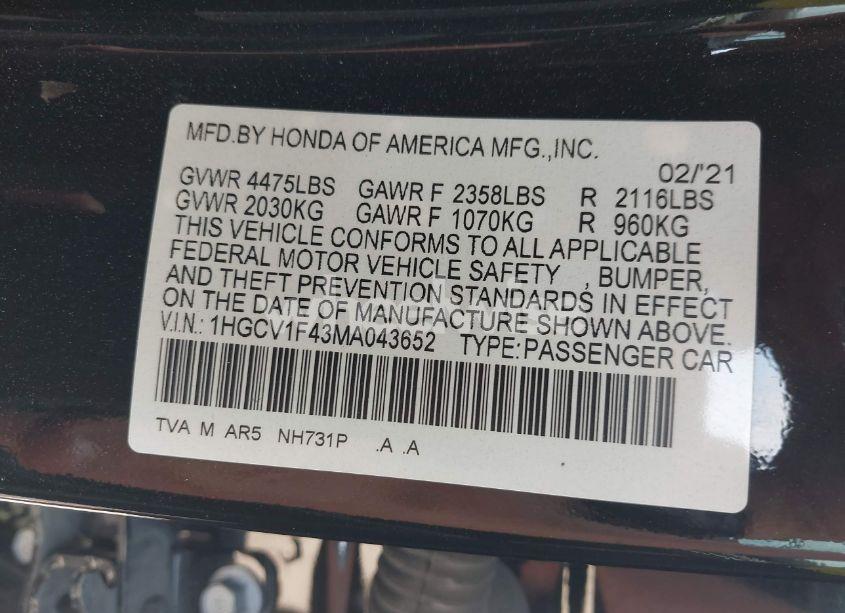 MFD.BY HONDA OF AMERICA MFG.,INC.
02/'21
GVWR 4475LBS GAWR F 2358LBS R 2116LBS
GVWR 2030KG GAWR F 1070KG R 960KG
THIS VEHICLE CONFORMS TO ALL APPLICABLE
FEDERAL MOTOR VEHICLE SAFETY , BUMPER,
AND THEFT PREVENTION STANDARDS IN EFFECT
ON THE DATE OF MANUFACTURE SHOWN ABOVE.
V.I.N.: 1HGCV1F43MA043652 TYPE:PASSENGER CAR
TVA M AR5 NH731P .A .A